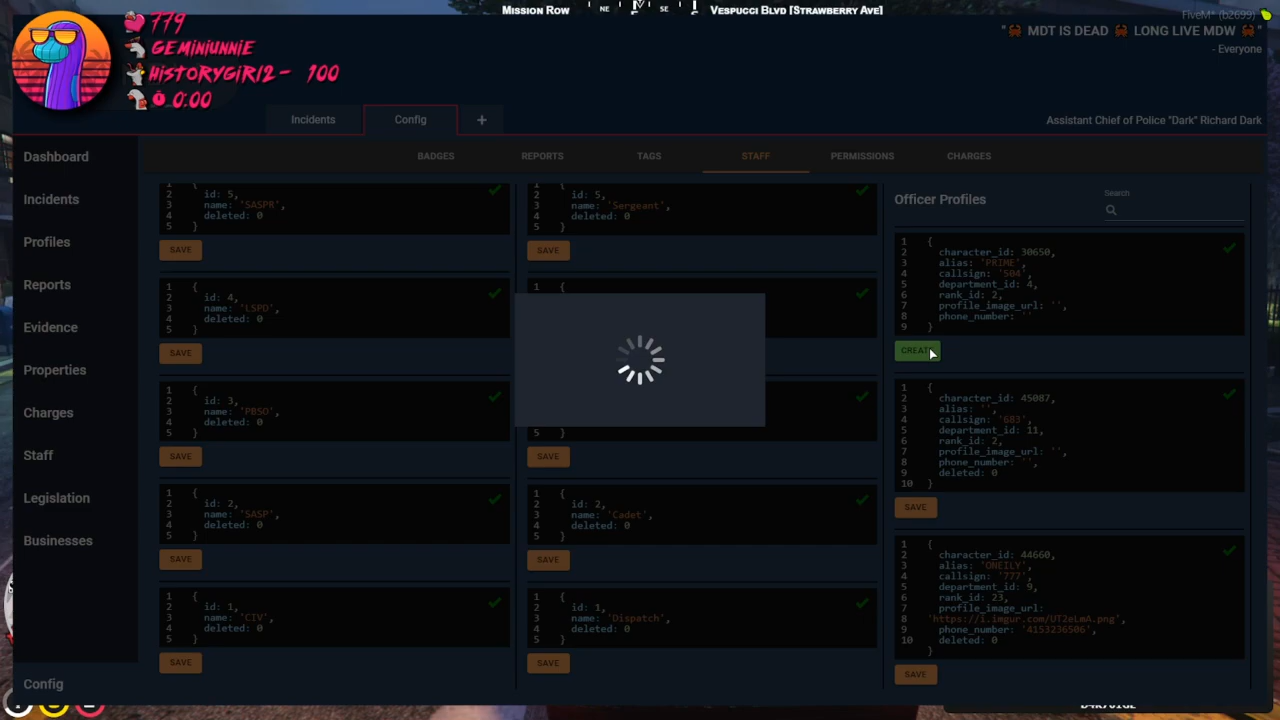 Mission Row
NE
SE
Vespucci Blvd [Strawberry Ave]
FiveM* (b2699)
779
GEMINIUNNIE
HISTORYGIRL2 - 100
0:00
" MDT IS DEAD LONG LIVE MDW "
- Everyone
Incidents
Config
+
Assistant Chief of Police "Dark" Richard Dark
Dashboard
Incidents
Profiles
Reports
Evidence
Properties
Charges
Staff
Legislation
Businesses
Config
BADGES
REPORTS
TAGS
STAFF
PERMISSIONS
CHARGES
1 {
2 id: 5,
3 name: 'SASPR',
4 deleted: 0
5 }
SAVE
1 {
2 id: 4,
3 name: 'LSPD',
4 deleted: 0
5 }
SAVE
1 {
2 id: 3,
3 name: 'PBSO',
4 deleted: 0
5 }
SAVE
1 {
2 id: 2,
3 name: 'SASP',
4 deleted: 0
5 }
SAVE
1 {
2 id: 1,
3 name: 'CIV',
4 deleted: 0
5 }
SAVE
1 {
2 id: 5,
3 name: 'Sergeant',
4 deleted: 0
5 }
SAVE
1 {
5 }
SAVE
1 {
2 id: 2,
3 name: 'Cadet',
4 deleted: 0
5 }
SAVE
1 {
2 id: 1,
3 name: 'Dispatch',
4 deleted: 0
5 }
SAVE
Officer Profiles
Search
1 {
2 character_id: 30650,
3 alias: 'PRIME',
4 callsign: '504',
5 department_id: 4,
6 rank_id: 2,
7 profile_image_url: '',
8 phone_number: ''
9 }
CREATE
1 {
2 character_id: 45087,
3 alias: '',
4 callsign: '683',
5 department_id: 11,
6 rank_id: 2,
7 profile_image_url: '',
8 phone_number: '',
9 deleted: 0
10 }
SAVE
1 {
2 character_id: 44660,
3 alias: 'ONEILY',
4 callsign: '777',
5 department_id: 9,
6 rank_id: 23,
7 profile_image_url:
8 'https://i.imgur.com/UT2eLmA.png',
9 phone_number: '4153236506',
10 deleted: 0
}
SAVE